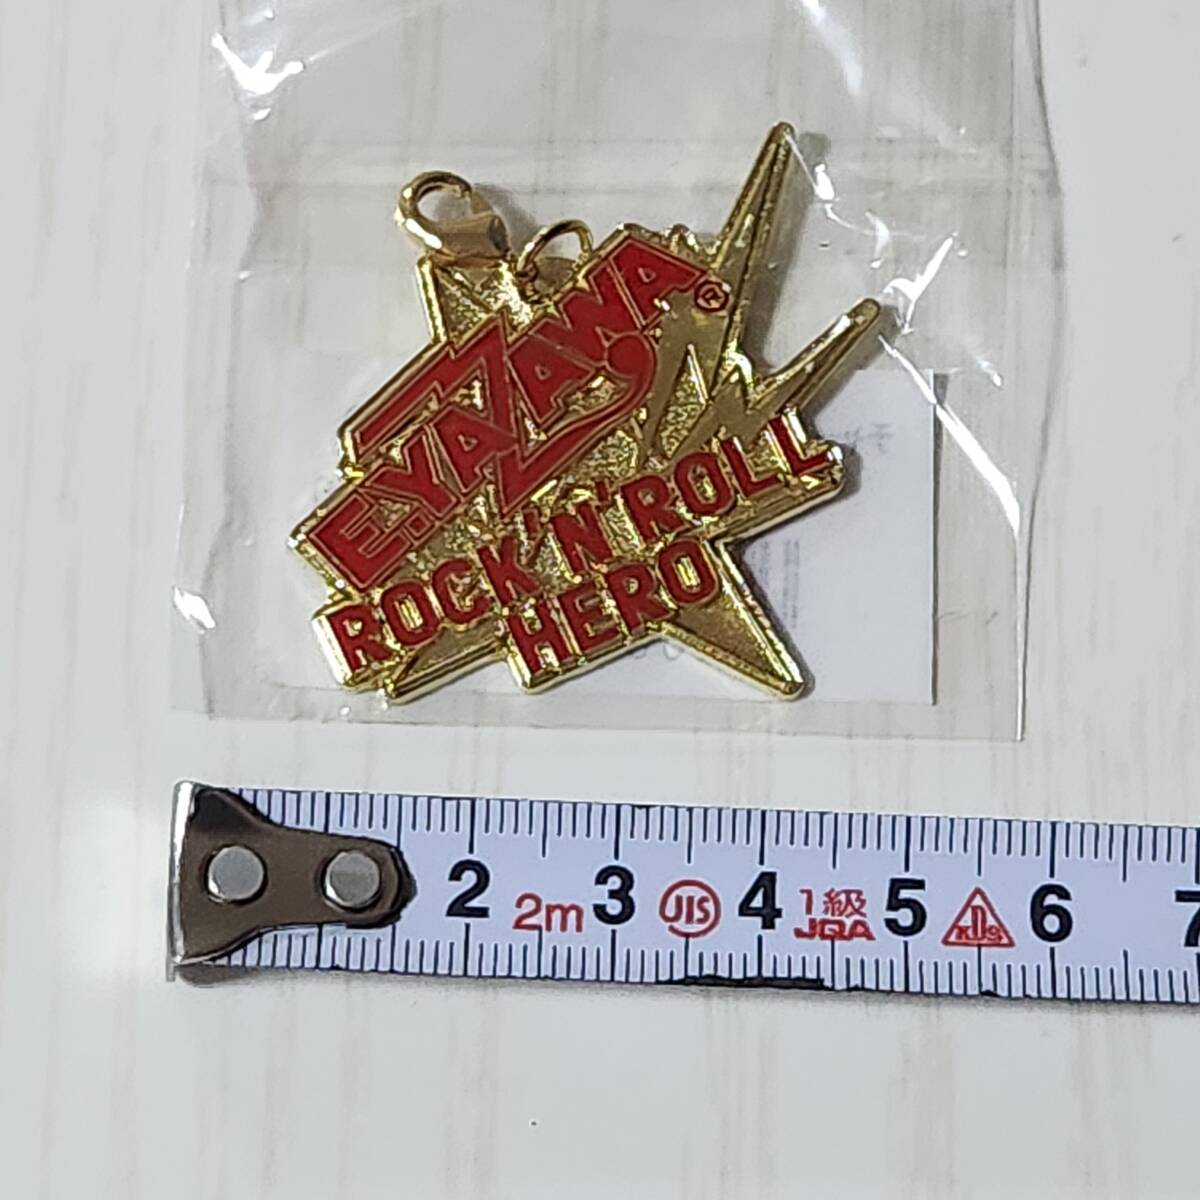 E.YAZAWA®
ROCK'N'ROLL
HERO
2 2m 3 JIS 4 1級 JQA 5 6 7